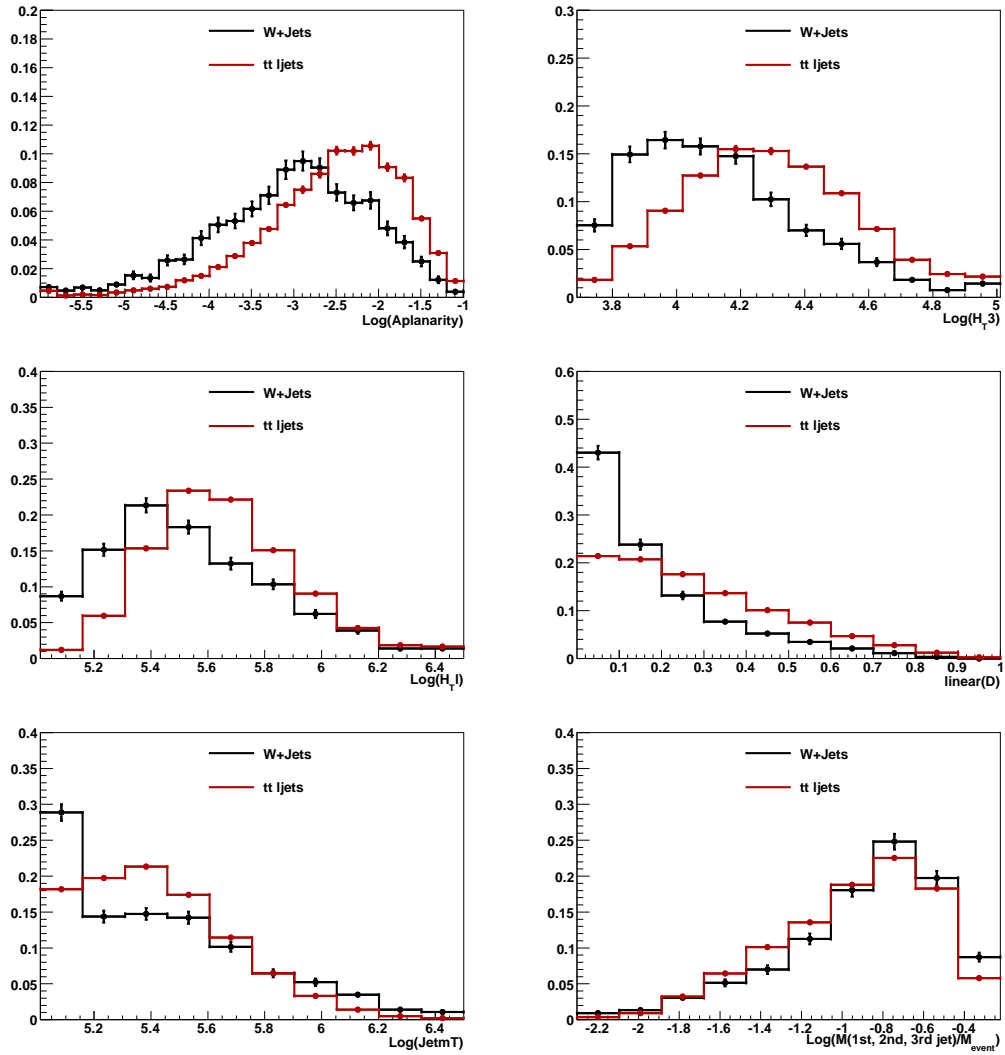 0.2
0.18
0.16
0.14
0.12
0.1
0.08
0.06
0.04
0.02
0
W+Jets
tt ljets
-5.5 -5 -4.5 -4 -3.5 -3 -2.5 -2 -1.5 -1
Log(Aplanarity)
0.3
0.25
0.2
0.15
0.1
0.05
0
W+Jets
tt ljets
3.8 4 4.2 4.4 4.6 4.8 5
Log(H_T3)
0.4
0.35
0.3
0.25
0.2
0.15
0.1
0.05
0
W+Jets
tt ljets
5.2 5.4 5.6 5.8 6 6.2 6.4
Log(H_Tl)
0.6
0.5
0.4
0.3
0.2
0.1
0
W+Jets
tt ljets
0.1 0.2 0.3 0.4 0.5 0.6 0.7 0.8 0.9 1
linear(D)
0.4
0.35
0.3
0.25
0.2
0.15
0.1
0.05
0
W+Jets
tt ljets
5.2 5.4 5.6 5.8 6 6.2 6.4
Log(JetmT)
0.4
0.35
0.3
0.25
0.2
0.15
0.1
0.05
0
W+Jets
tt ljets
-2.2 -2 -1.8 -1.6 -1.4 -1.2 -1 -0.8 -0.6 -0.4
Log(M(1st, 2nd, 3rd jet)/M_event)